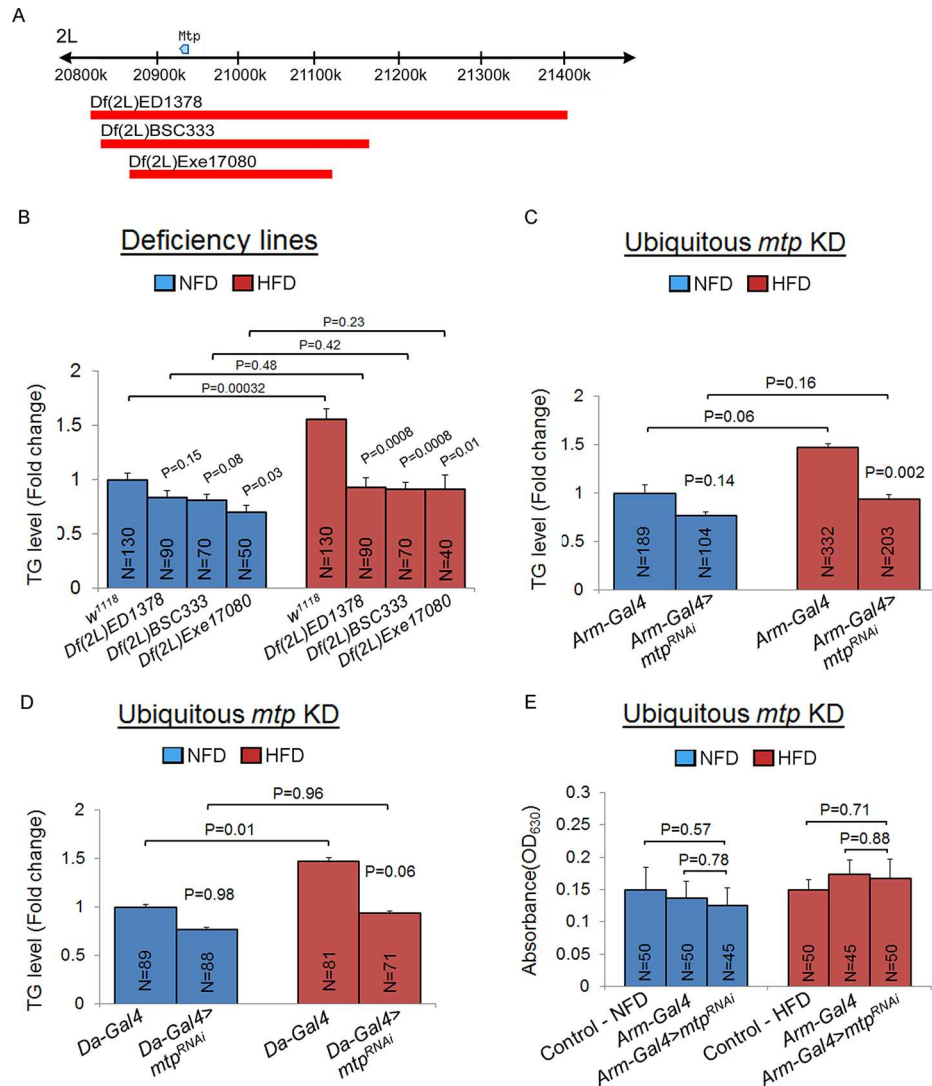 A
2L
Mtp
20800k 20900k 21000k 21100k 21200k 21300k 21400k
Df(2L)ED1378
Df(2L)BSC333
Df(2L)Exe17080
B
Deficiency lines
NFD HFD
P=0.23
P=0.42
P=0.48
P=0.00032
TG level (Fold change)
2
1.5
1
0.5
0
P=0.15
P=0.08
P=0.03
P=0.0008
P=0.0008
P=0.01
N=130
N=90
N=70
N=50
N=130
N=90
N=70
N=40
w1118
Df(2L)ED1378
Df(2L)BSC333
Df(2L)Exe17080
w1118
Df(2L)ED1378
Df(2L)BSC333
Df(2L)Exe17080
C
Ubiquitous mtp KD
NFD HFD
P=0.16
P=0.06
TG level (Fold change)
2
1.5
1
0.5
0
P=0.14
P=0.002
N=189
N=104
N=332
N=203
Arm-Gal4
Arm-Gal4>
mtpRNAi
Arm-Gal4
Arm-Gal4>
mtpRNAi
D
Ubiquitous mtp KD
NFD HFD
P=0.96
P=0.01
TG level (Fold change)
2
1.5
1
0.5
0
P=0.98
P=0.06
N=89
N=88
N=81
N=71
Da-Gal4
Da-Gal4>
mtpRNAi
Da-Gal4
Da-Gal4>
mtpRNAi
E
Ubiquitous mtp KD
NFD HFD
P=0.57
P=0.78
P=0.71
P=0.88
Absorbance(OD630)
0.3
0.25
0.2
0.15
0.1
0.05
0
N=50
N=50
N=45
N=50
N=45
N=50
Control - NFD
Arm-Gal4
Arm-Gal4>mtpRNAi
Control - HFD
Arm-Gal4
Arm-Gal4>mtpRNAi